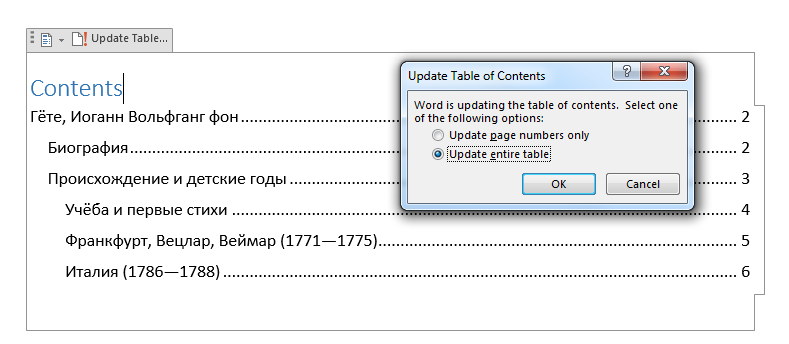 Update Table...
Contents
Гёте, Иоганн Вольфганг фон.......... 2
Биография.......... 2
Происхождение и детские годы.......... 3
Учёба и первые стихи.......... 4
Франкфурт, Вецлар, Веймар (1771—1775).......... 5
Италия (1786—1788).......... 6
Update Table of Contents
?
Word is updating the table of contents. Select one
of the following options:
Update page numbers only
Update entire table
OK Cancel